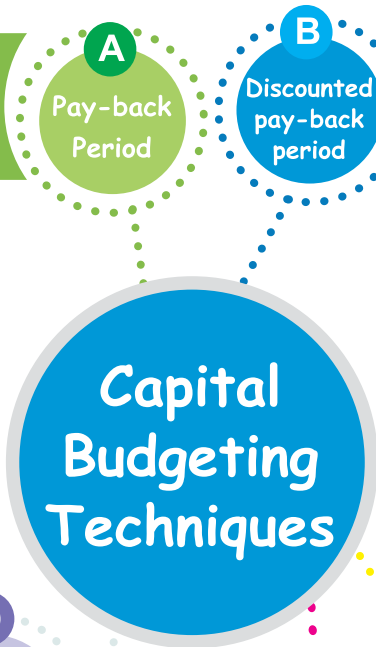 A
Pay-back
Period
B
Discounted
pay-back
period
Capital
Budgeting
Techniques